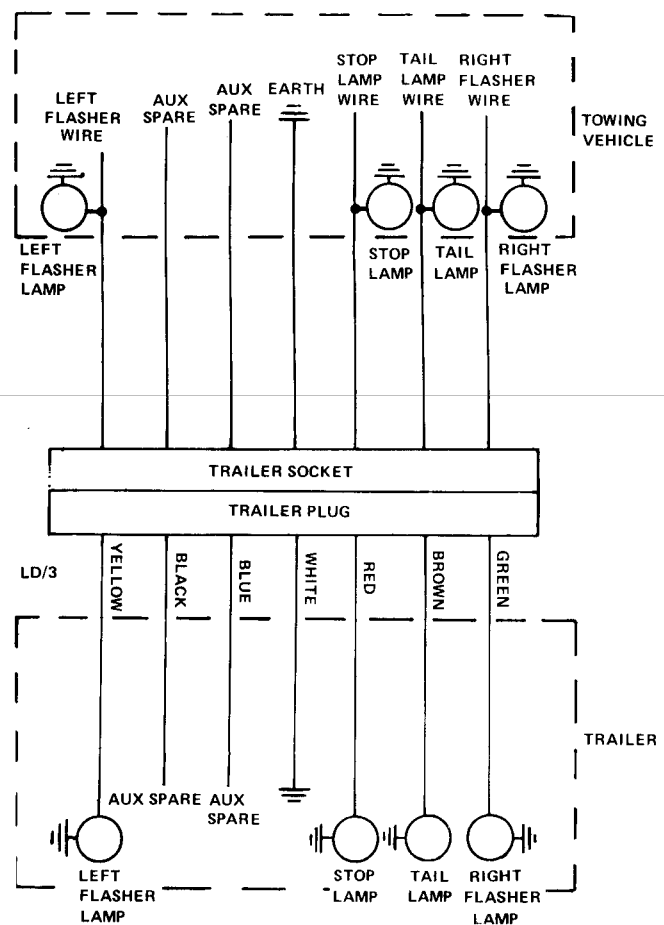 LEFT
FLASHER
WIRE
AUX
SPARE
AUX
SPARE
EARTH
STOP
LAMP
WIRE
TAIL
LAMP
WIRE
RIGHT
FLASHER
WIRE
TOWING
VEHICLE
LEFT
FLASHER
LAMP
STOP
LAMP
TAIL
LAMP
RIGHT
FLASHER
LAMP
TRAILER SOCKET
TRAILER PLUG
LD/3
YELLOW
BLACK
BLUE
WHITE
RED
BROWN
GREEN
TRAILER
AUX SPARE
AUX
SPARE
LEFT
FLASHER
LAMP
STOP
LAMP
TAIL
LAMP
RIGHT
FLASHER
LAMP